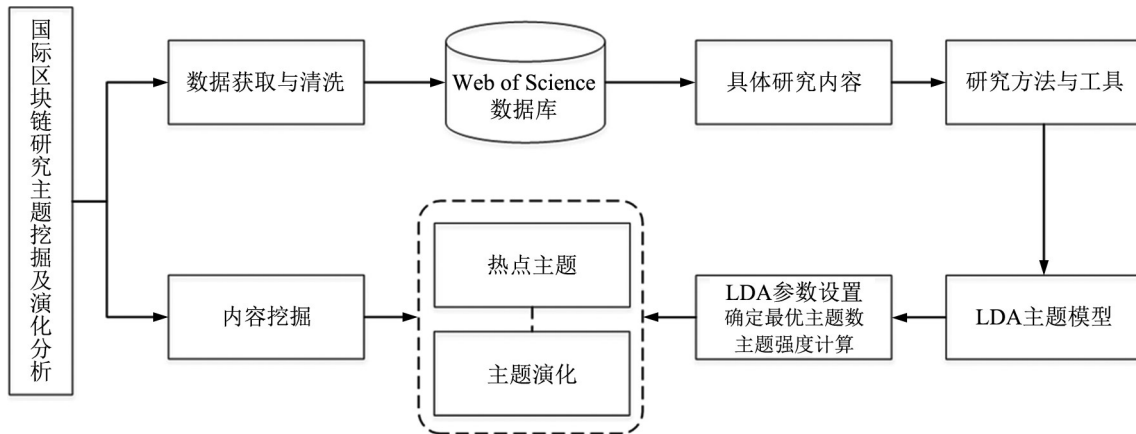 国际区块链研究主题挖掘及演化分析
数据获取与清洗
Web of Science
数据库
具体研究内容
研究方法与工具
内容挖掘
热点主题
主题演化
LDA参数设置
确定最优主题数
主题强度计算
LDA主题模型